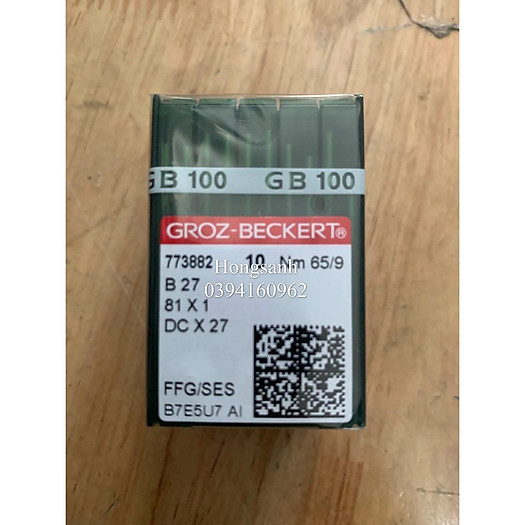 GB 100 GB 100
GROZ-BECKERT®
773882 10 Nm 65/9
Hongsanh
B 27
0394160962
81 X 1
DC X 27
FFG/SES
B7E5U7 AI